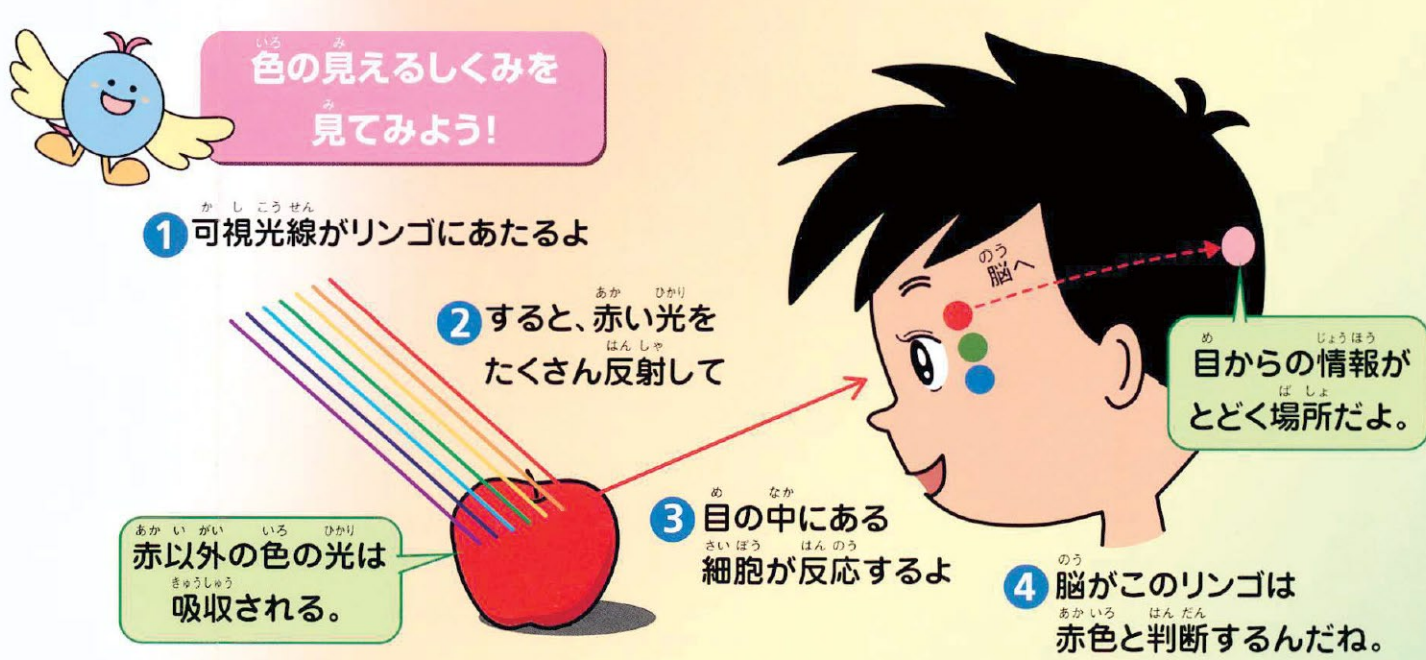 色の見えるしくみを
見てみよう!
1 可視光線がリンゴにあたるよ
2 すると、赤い光を
たくさん反射して
赤以外の色の光は
吸収される。
3 目の中にある
細胞が反応するよ
脳へ
目からの情報が
とどく場所だよ。
4 脳がこのリンゴは
赤色と判断するんだね。